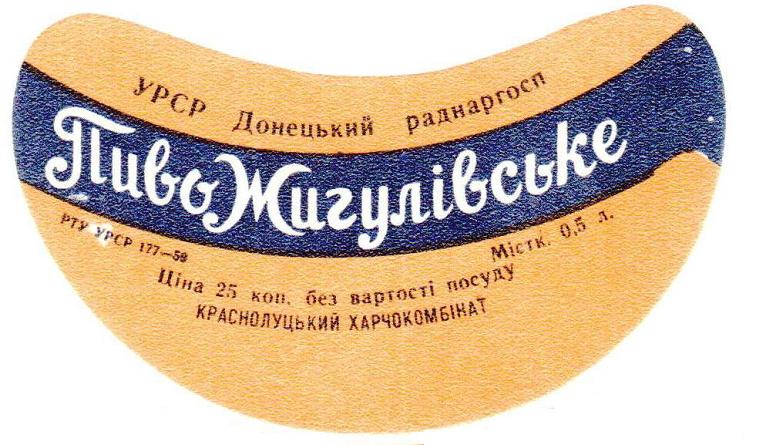 УРСР Донецький раднаргосп
Пиво Жигулівське
РТУ УРСР 177—59
Містк. 0,5 л.
Ціна 25 коп. без вартості посуду
КРАСНОЛУЦЬКИЙ ХАРЧОКОМБІНАТ